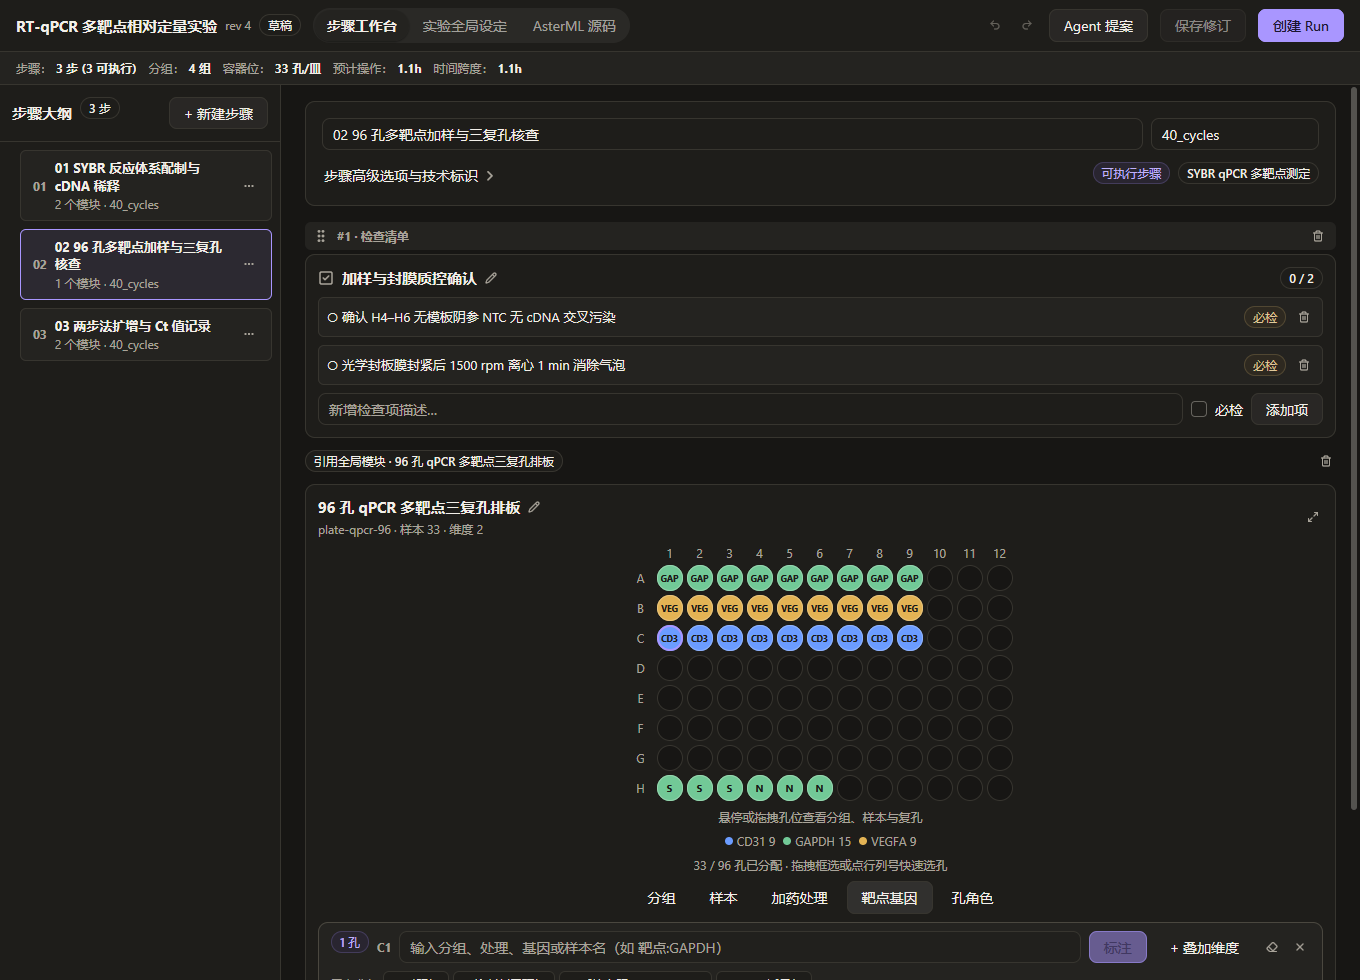 RT-qPCR 多靶点相对定量实验 rev 4 草稿 步骤工作台 实验全局设定 AsterML 源码 Agent 提案 保存修订 创建 Run
步骤: 3 步 (3 可执行) 分组: 4 组 容器位: 33 孔/皿 预计操作: 1.1h 时间跨度: 1.1h
步骤大纲 3 步 + 新建步骤
01
01 SYBR 反应体系配制与
cDNA 稀释
2 个模块 · 40_cycles
02
02 96 孔多靶点加样与三复孔
核查
1 个模块 · 40_cycles
03
03 两步法扩增与 Ct 值记录
2 个模块 · 40_cycles
02 96 孔多靶点加样与三复孔核查 40_cycles
步骤高级选项与技术标识 可执行步骤 SYBR qPCR 多靶点测定
#1 · 检查清单
加样与封膜质控确认 0 / 2
确认 H4–H6 无模板阴参 NTC 无 cDNA 交叉污染 必检
光学封板膜封紧后 1500 rpm 离心 1 min 消除气泡 必检
新增检查项描述... 必检 添加项
引用全局模块 · 96 孔 qPCR 多靶点三复孔排板
96 孔 qPCR 多靶点三复孔排板
plate-qpcr-96 · 样本 33 · 维度 2
1 2 3 4 5 6 7 8 9 10 11 12
A GAP GAP GAP GAP GAP GAP GAP GAP GAP
B VEG VEG VEG VEG VEG VEG VEG VEG VEG
C CD3 CD3 CD3 CD3 CD3 CD3 CD3 CD3 CD3
D
E
F
G
H S S S N N N
悬停或拖拽孔位查看分组、样本与复孔
CD31 9 GAPDH 15 VEGFA 9
33 / 96 孔已分配 · 拖拽框选或点行列号快速选孔
分组 样本 加药处理 靶点基因 孔角色
1 孔 C1 输入分组、处理、基因或样本名（如 靶点:GAPDH） 标注 + 叠加维度